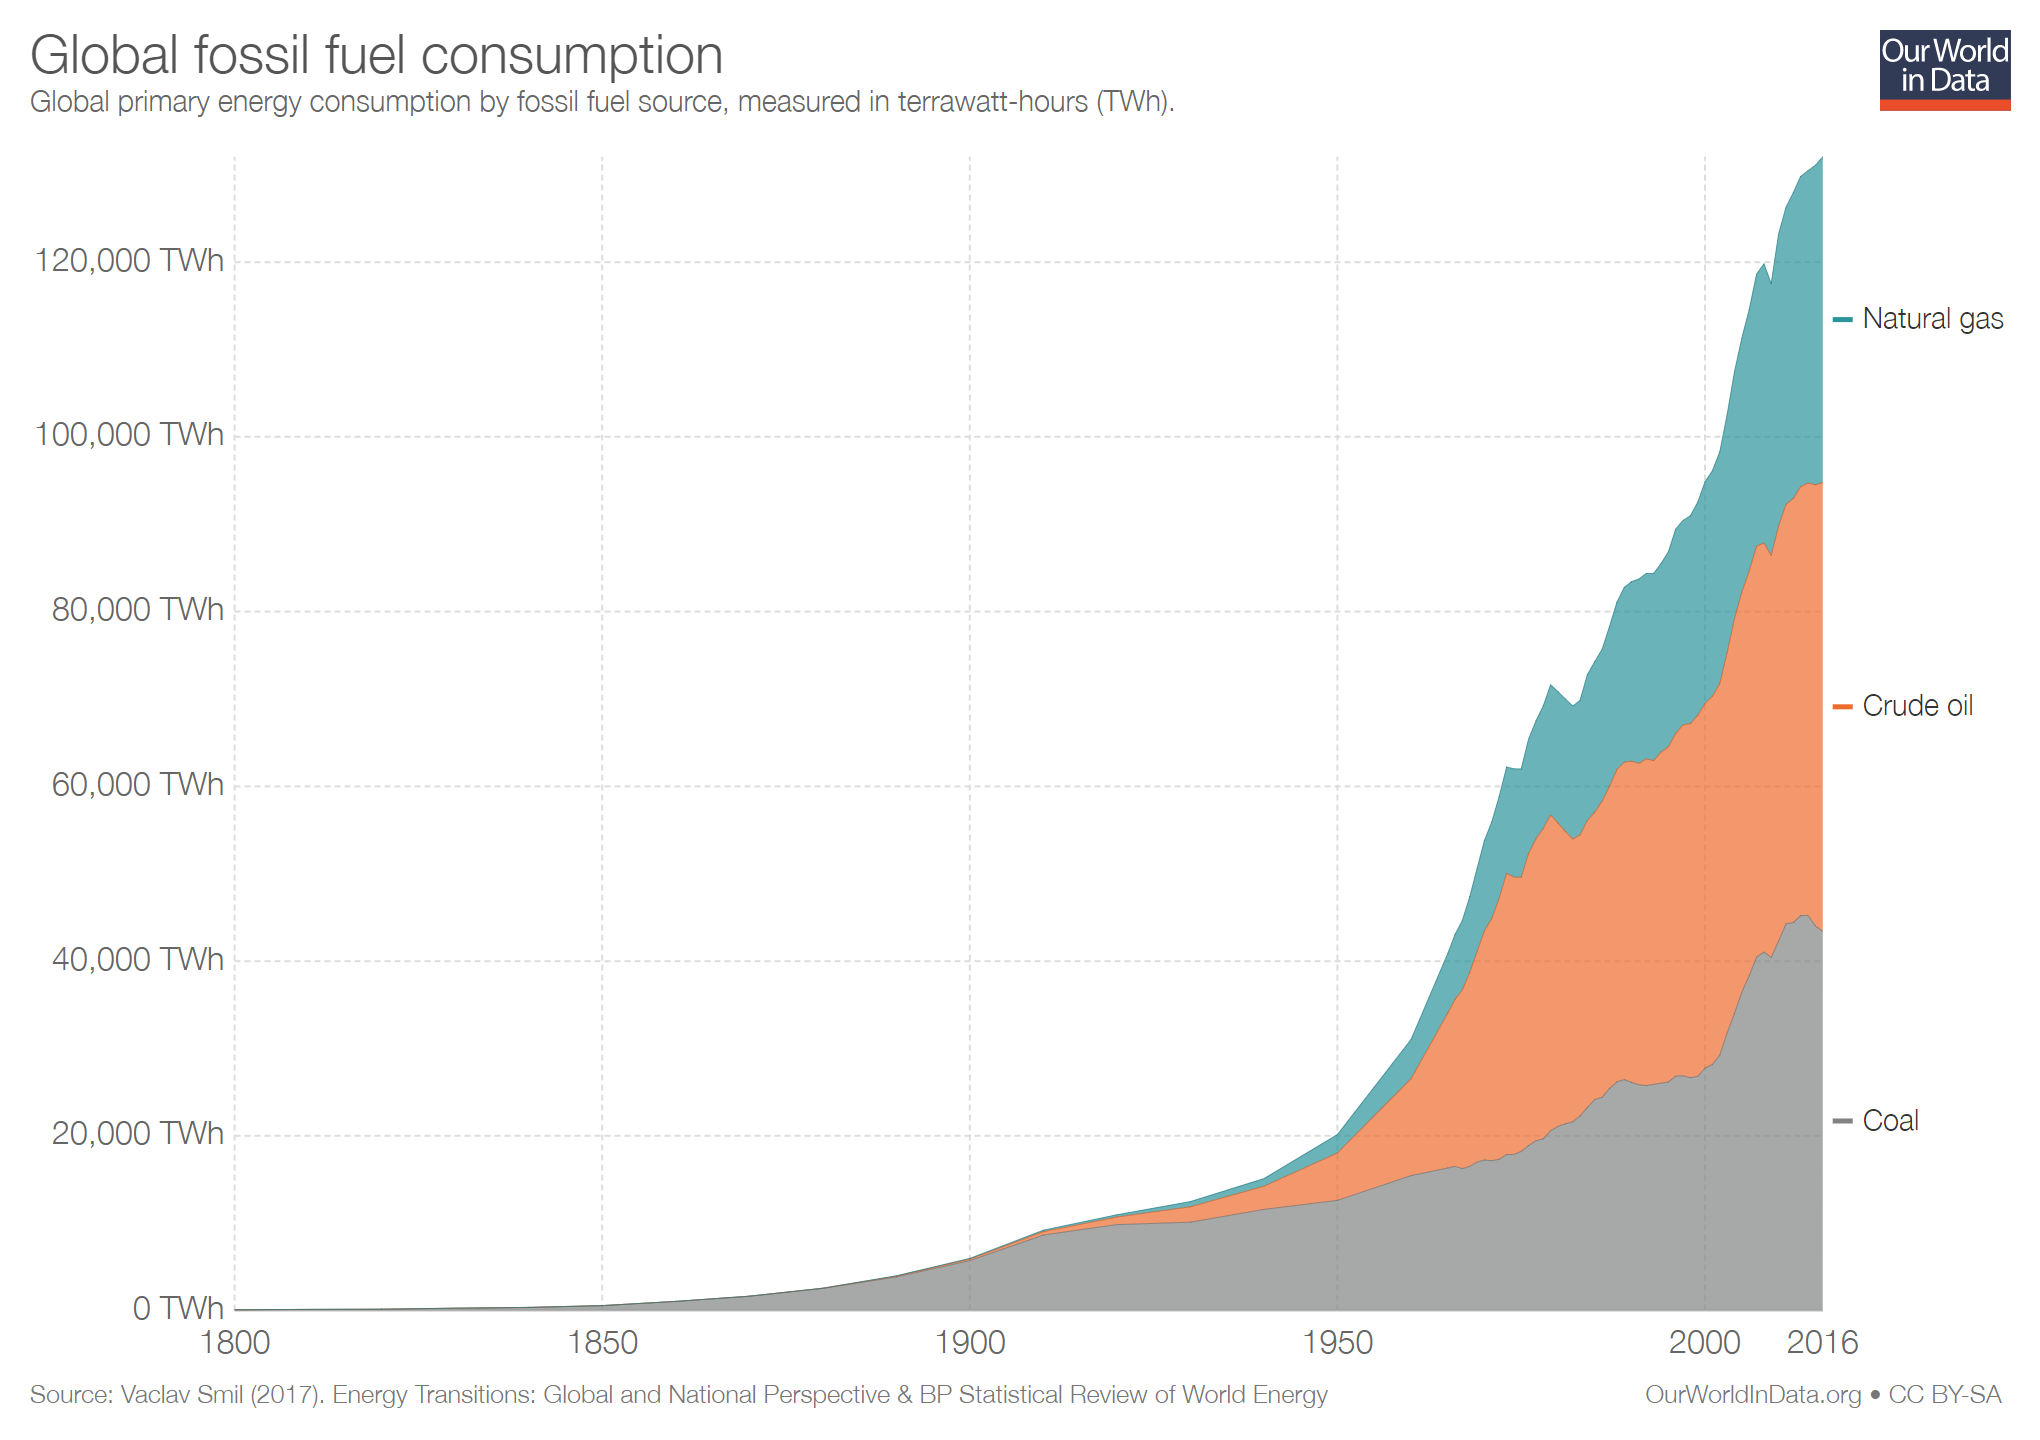 Global fossil fuel consumption
Global primary energy consumption by fossil fuel source, measured in terrawatt-hours (TWh).
Our World
in Data
120,000 TWh
100,000 TWh
80,000 TWh
60,000 TWh
40,000 TWh
20,000 TWh
0 TWh
Natural gas
Crude oil
Coal
1800
1850
1900
1950
2000
2016
Source: Vaclav Smil (2017). Energy Transitions: Global and National Perspective & BP Statistical Review of World Energy
OurWorldInData.org • CC BY-SA